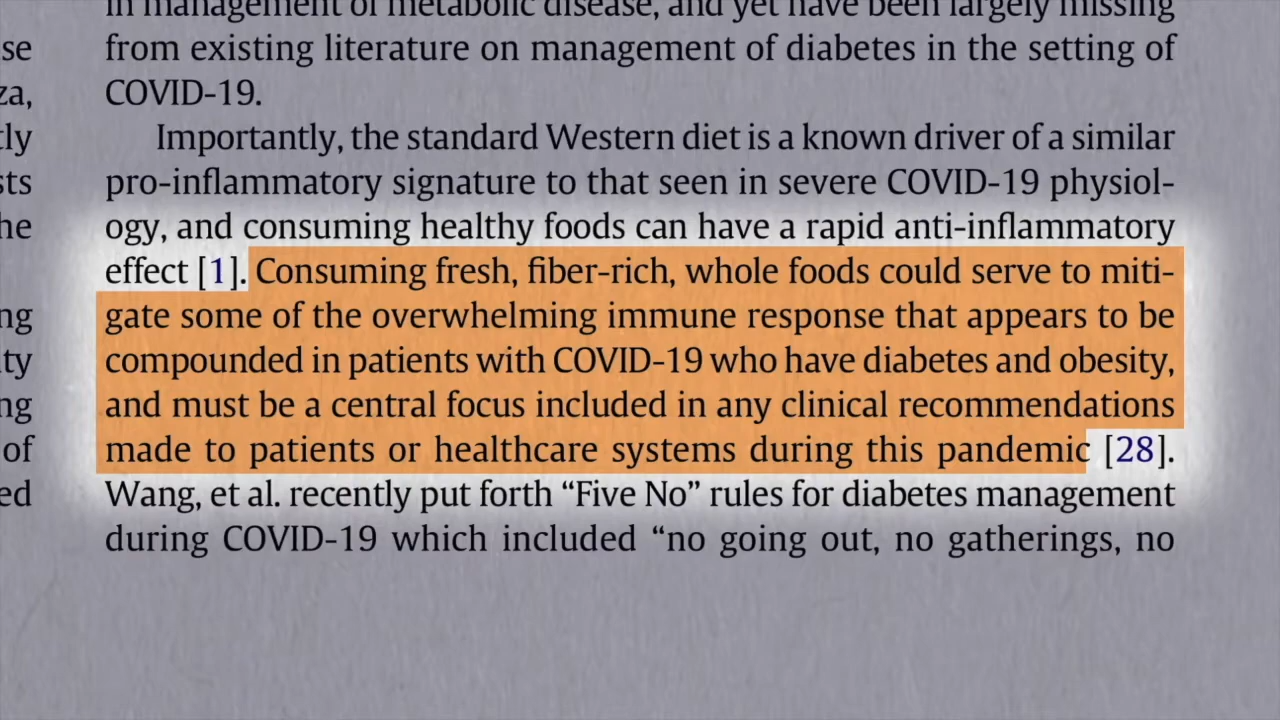 in management of metabolic disease, and yet have been largely missing
from existing literature on management of diabetes in the setting of
COVID-19.
Importantly, the standard Western diet is a known driver of a similar
pro-inflammatory signature to that seen in severe COVID-19 physiol-
ogy, and consuming healthy foods can have a rapid anti-inflammatory
effect [1]. Consuming fresh, fiber-rich, whole foods could serve to miti-
gate some of the overwhelming immune response that appears to be
compounded in patients with COVID-19 who have diabetes and obesity,
and must be a central focus included in any clinical recommendations
made to patients or healthcare systems during this pandemic [28].
Wang, et al. recently put forth “Five No” rules for diabetes management
during COVID-19 which included “no going out, no gatherings, no